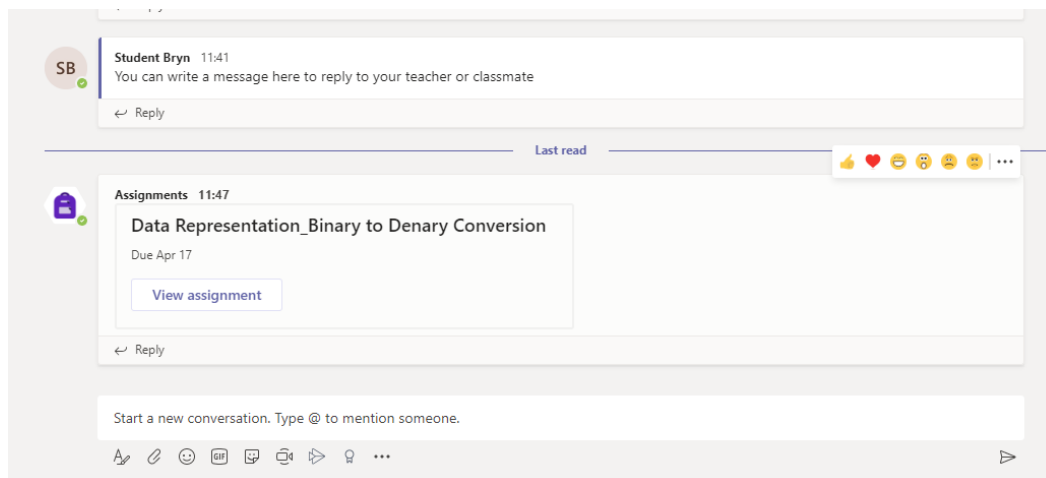 Student Bryn 11:41
SB
You can write a message here to reply to your teacher or classmate
Reply
Last read
Assignments 11:47
Data Representation_Binary to Denary Conversion
Due Apr 17
View assignment
Reply
Start a new conversation. Type @ to mention someone.
GIF